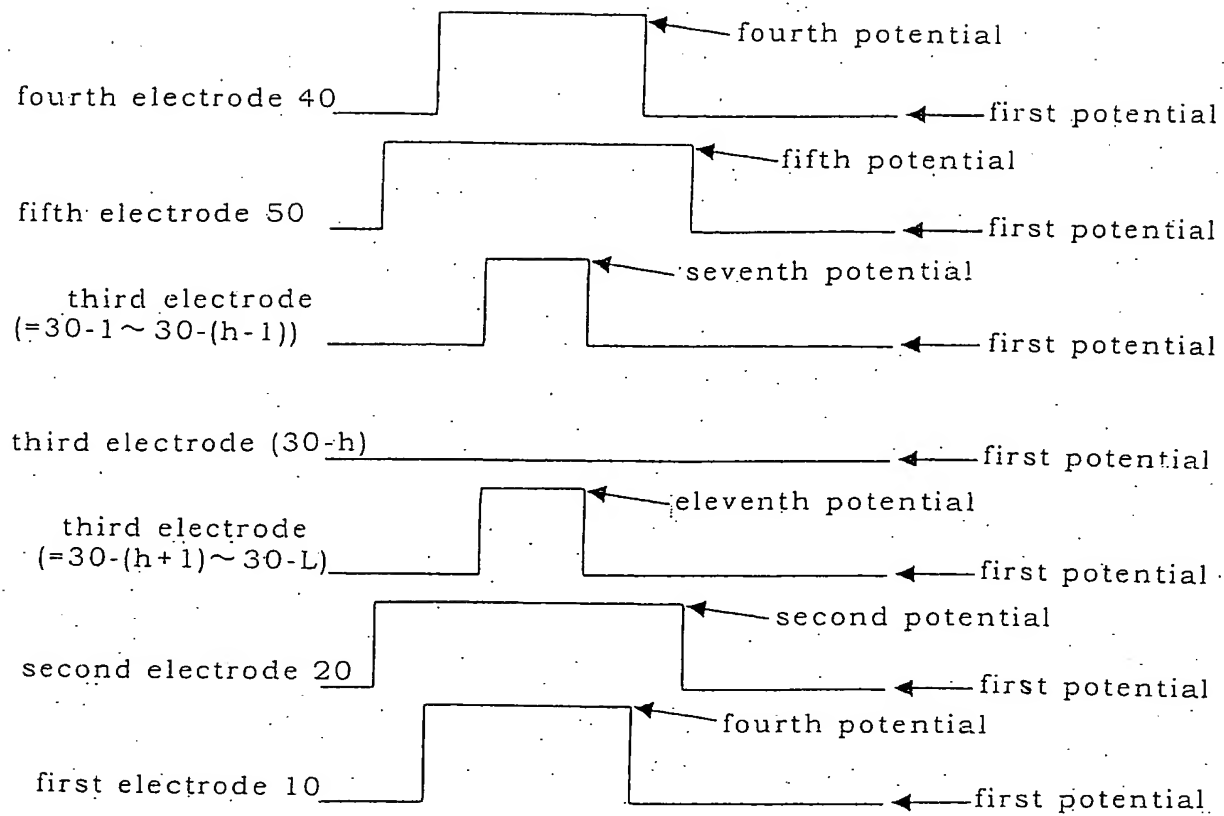 fourth potential
fourth electrode 40
first potential
fifth potential
fifth electrode 50
first potential
seventh potential
third electrode
(=30-1～30-(h-1))
first potential
third electrode (30-h)
first potential
eleventh potential
third electrode
(=30-(h+1)～30-L)
first potential
second potential
second electrode 20
first potential
fourth potential
first electrode 10
first potential